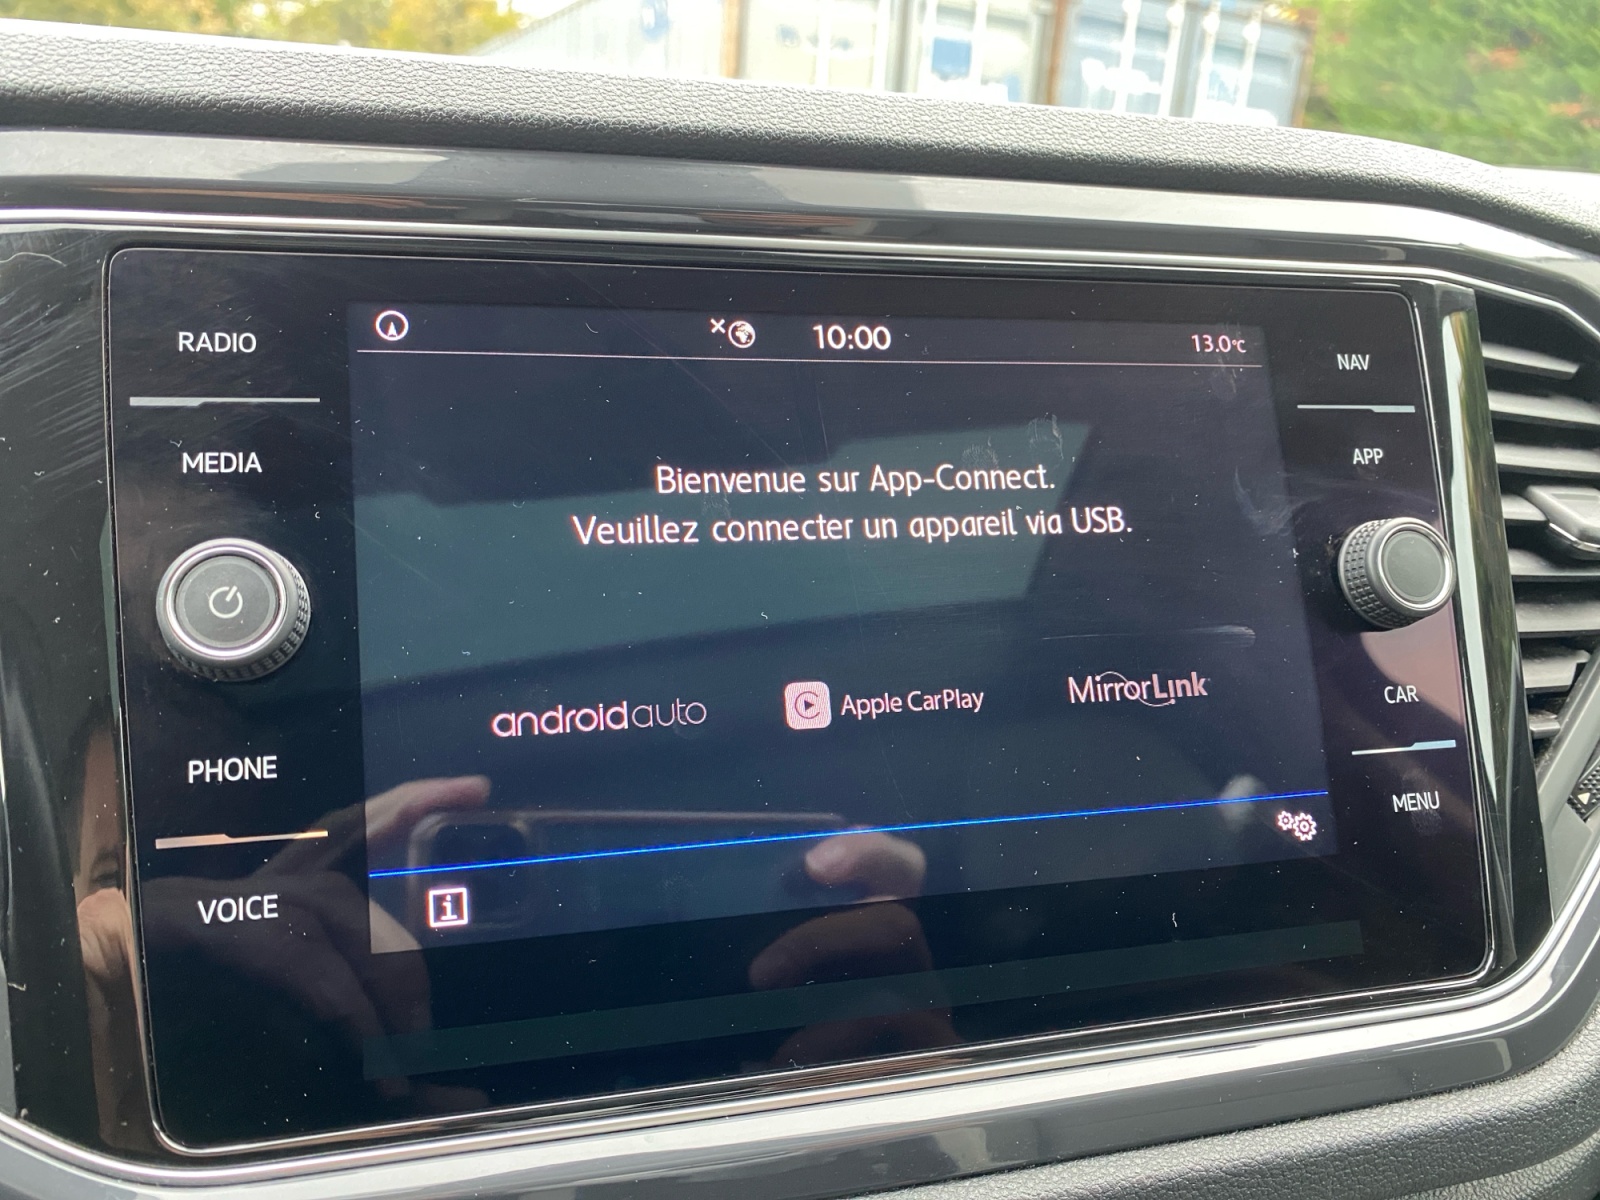 10:00
13.0°C
RADIO
MEDIA
PHONE
VOICE
Bienvenue sur App-Connect.
Veuillez connecter un appareil via USB.
androidauto
Apple CarPlay
MirrorLink
i
NAV
APP
CAR
MENU